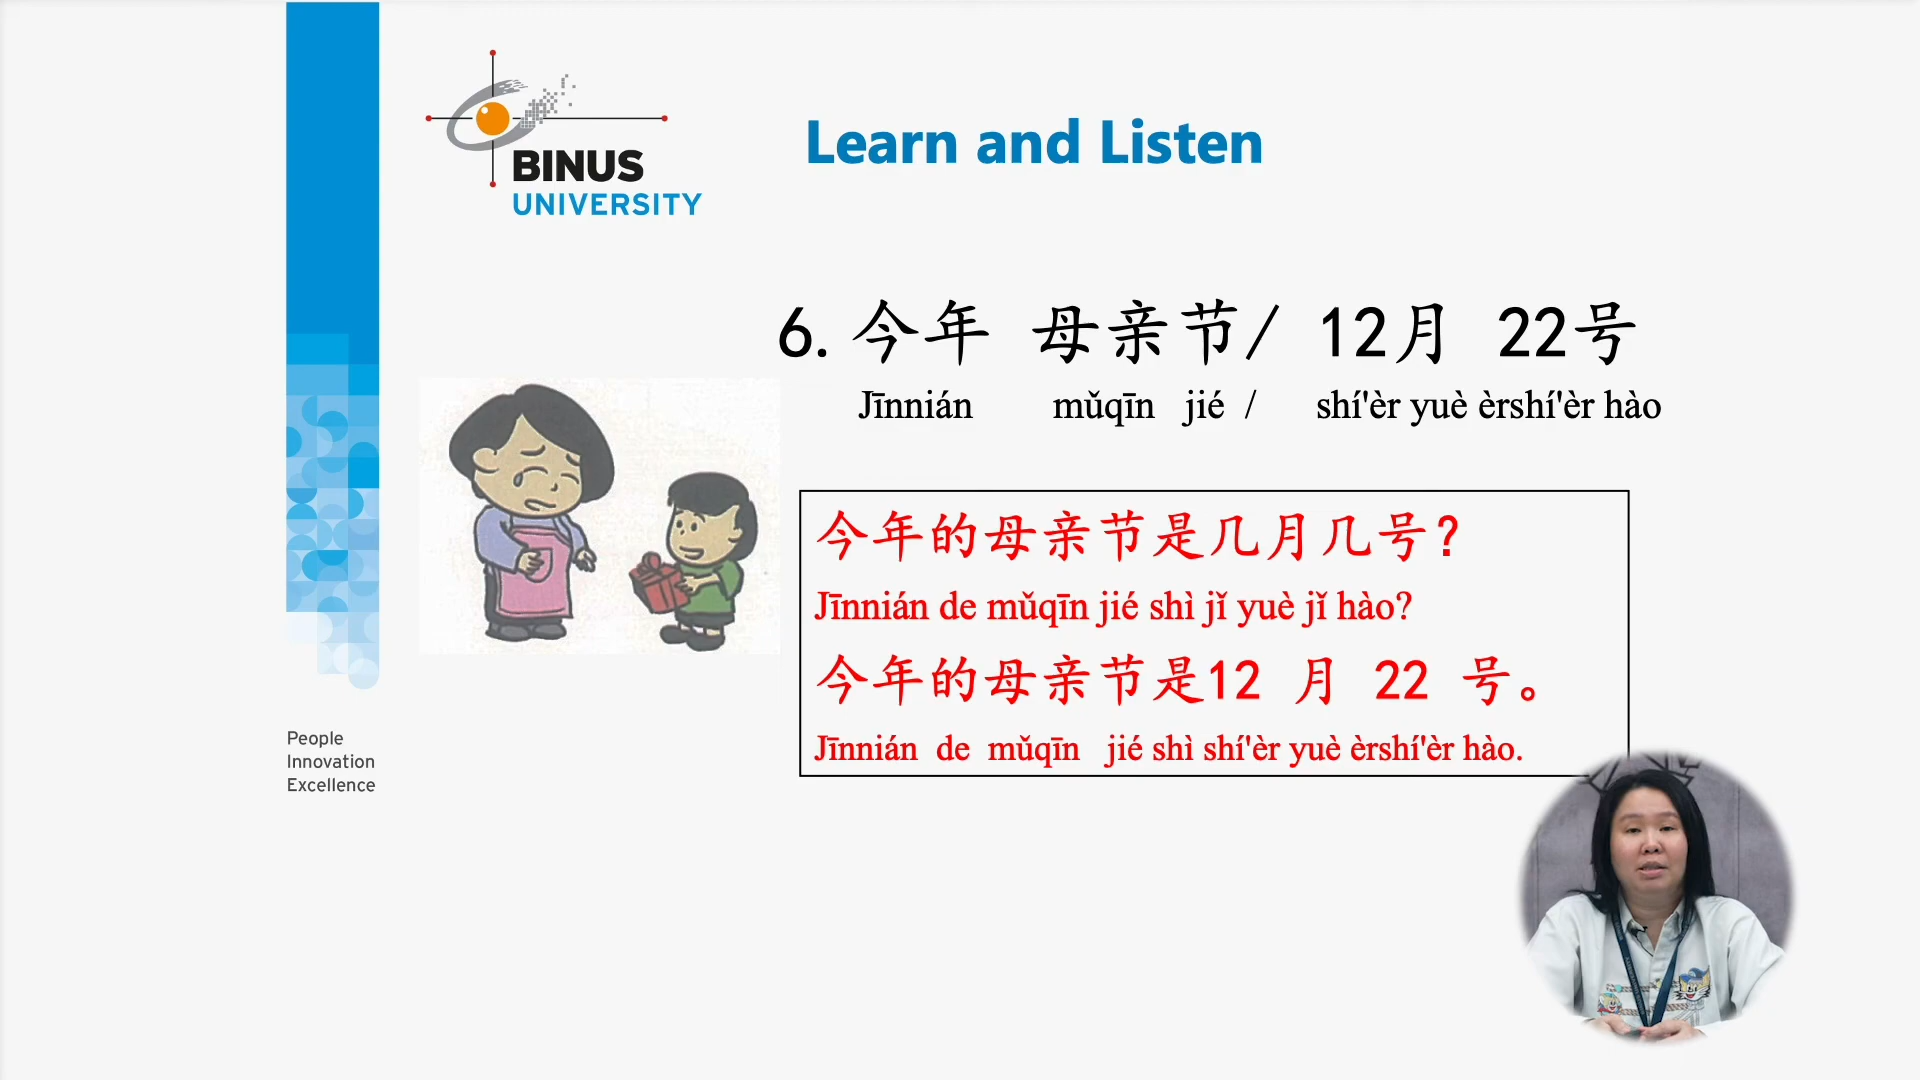 BINUS
UNIVERSITY
Learn and Listen
6. 今年 母亲节/ 12月 22号
Jīnnián mǔqīn jié / shí'èr yuè èrshí'èr hào
今年的母亲节是几月几号？
Jīnnián de mǔqīn jié shì jǐ yuè jǐ hào?
今年的母亲节是12 月 22 号。
Jīnnián de mǔqīn jié shì shí'èr yuè èrshí'èr hào.
People
Innovation
Excellence